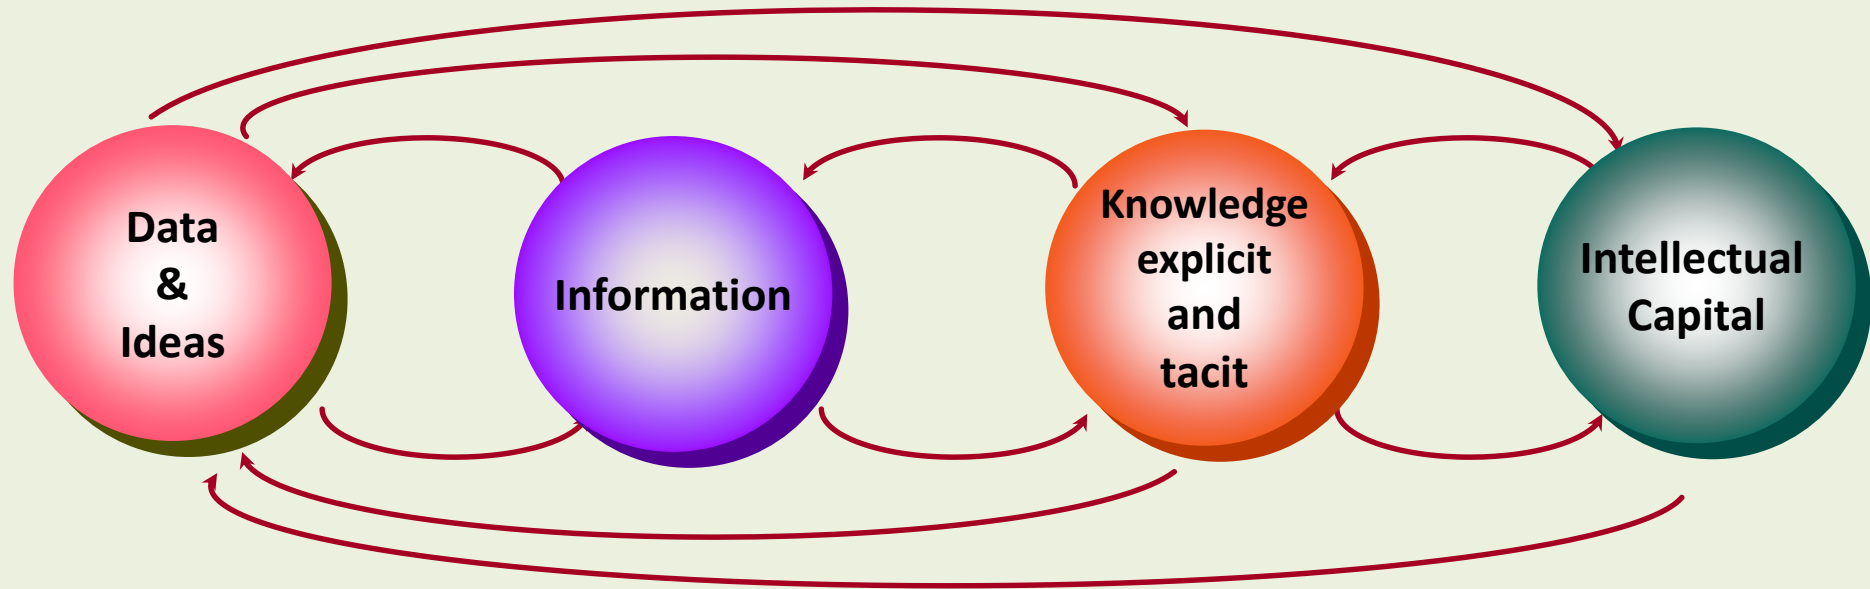 Data
&
Ideas
Information
Knowledge
explicit
and
tacit
Intellectual
Capital